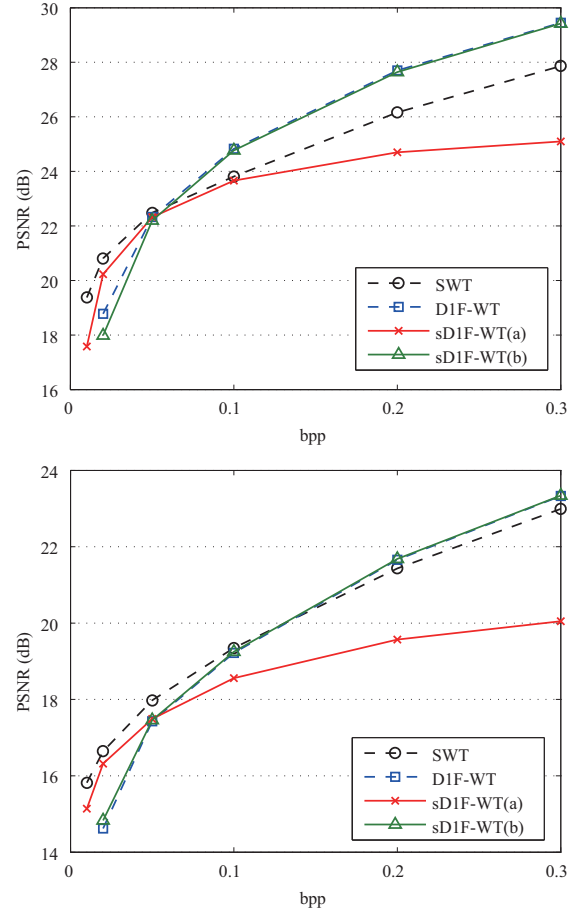 30
28
26
24
22
20
18
16
PSNR (dB)
SWT
D1F-WT
sD1F-WT(a)
sD1F-WT(b)
0
0.1
0.2
0.3
bpp
24
22
20
18
16
14
PSNR (dB)
SWT
D1F-WT
sD1F-WT(a)
sD1F-WT(b)
0
0.1
0.2
0.3
bpp